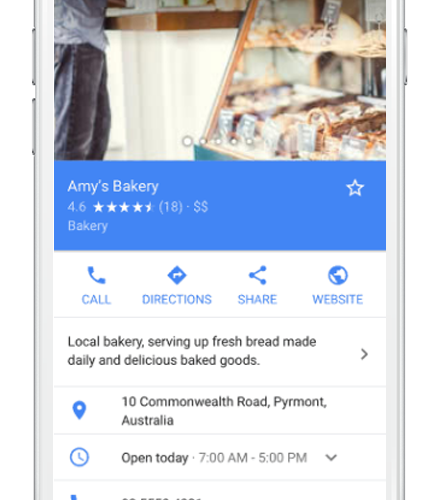 Amy's Bakery
4.6 (18) · $$
Bakery
CALL DIRECTIONS SHARE WEBSITE
Local bakery, serving up fresh bread made
daily and delicious baked goods.
10 Commonwealth Road, Pyrmont,
Australia
Open today · 7:00 AM - 5:00 PM